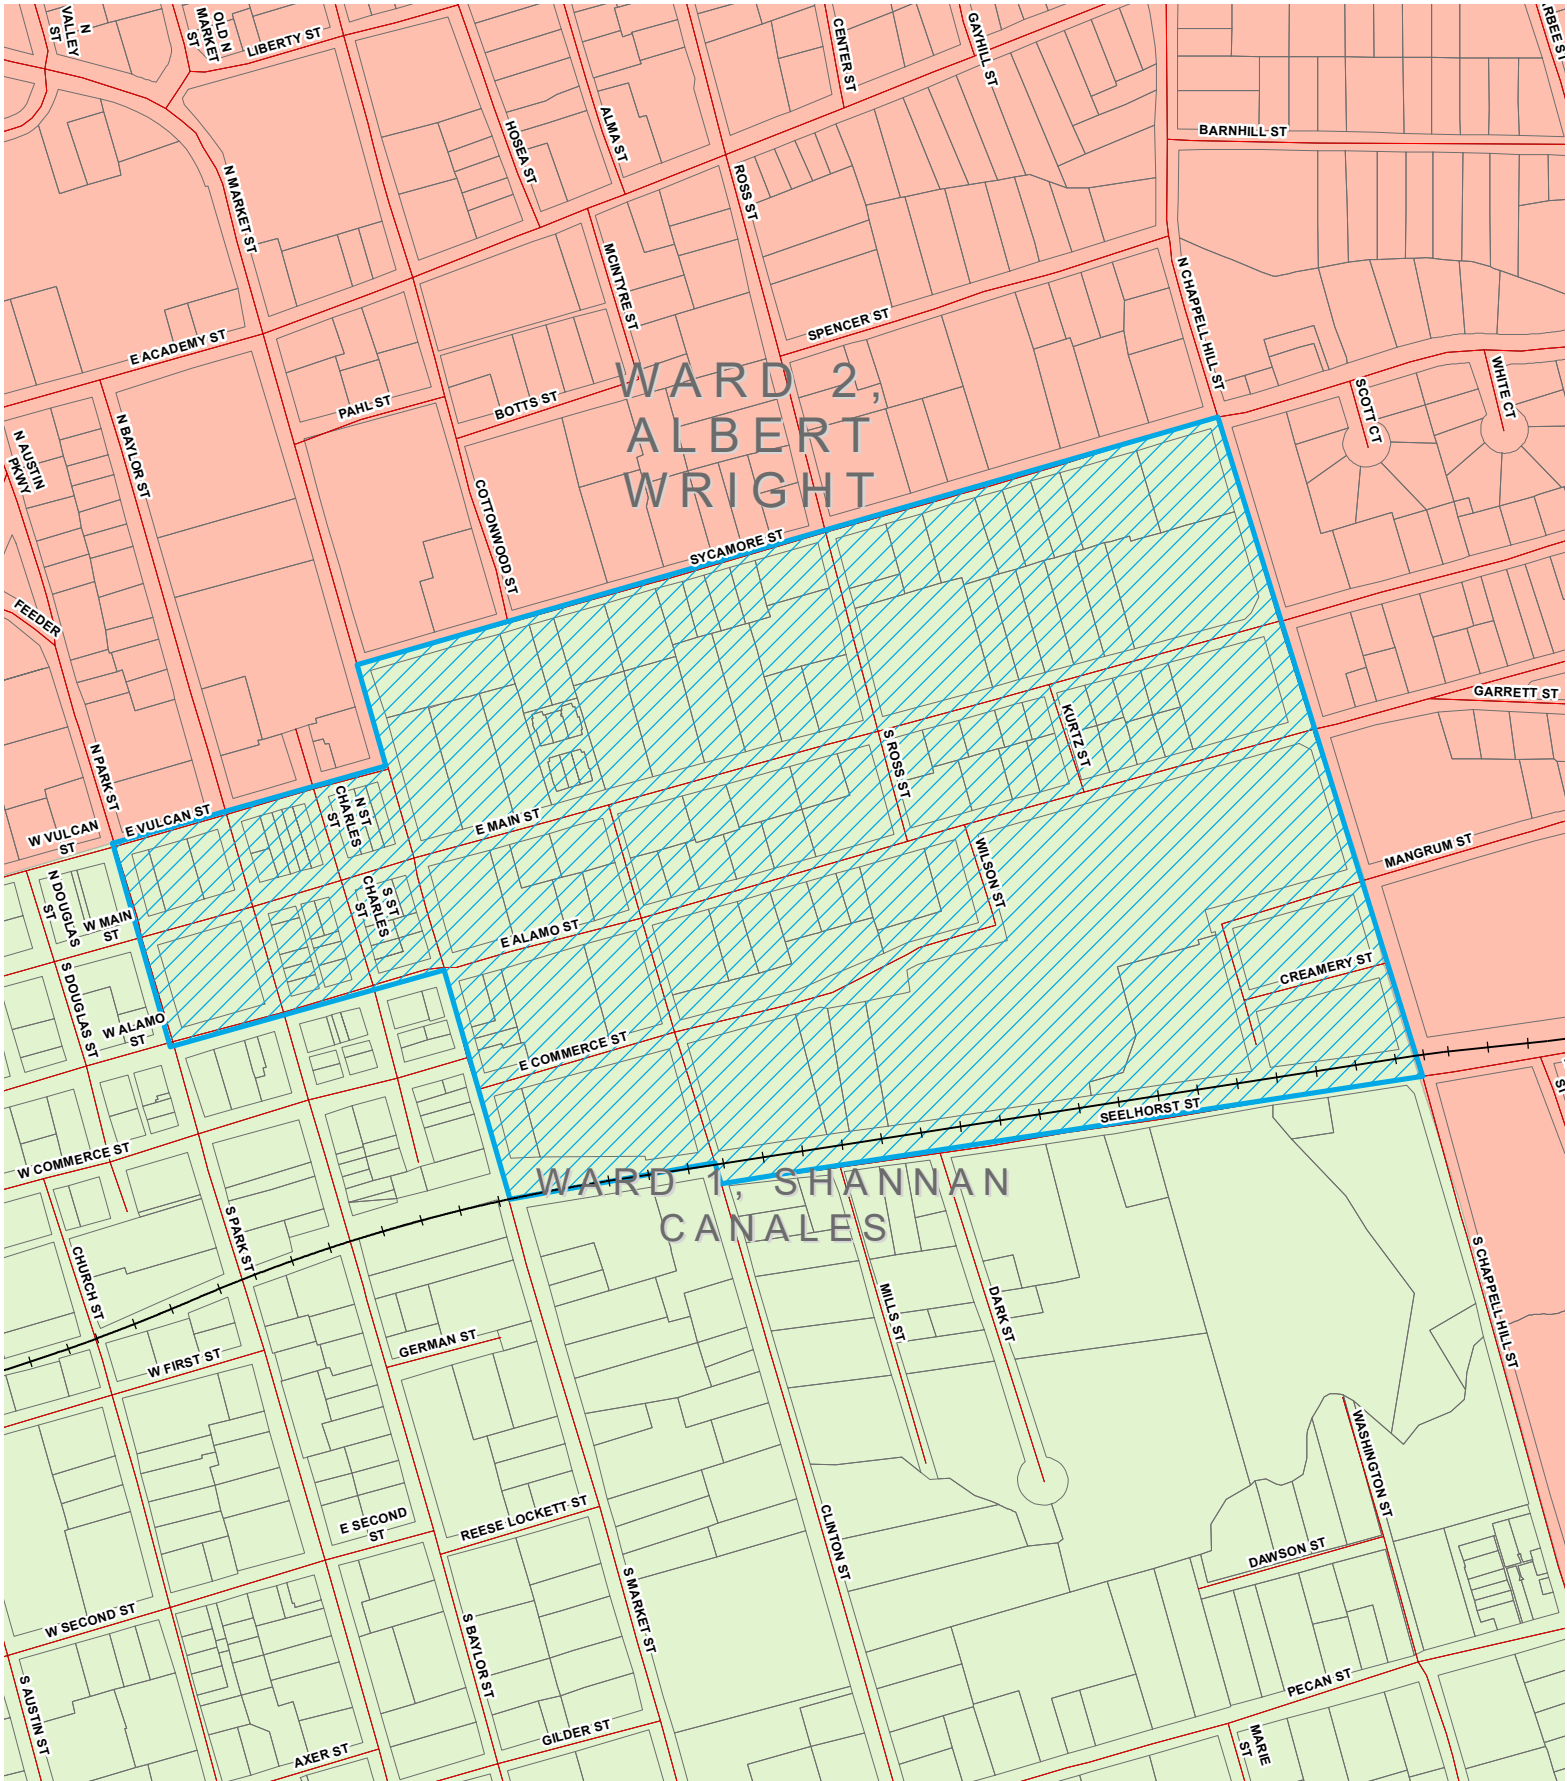 N
VALLEY
ST
OLD N
MARKET
ST
LIBERTY ST
CENTER ST
GAYHILL ST
RBEE ST
HOSEA ST
ALMA ST
BARNHILL ST
N MARKET ST
ROSS ST
MCINTYRE ST
N CHAPPELL HILL ST
E ACADEMY ST
SPENCER ST
PAHL ST
BOTTS ST
WARD 2,
ALBERT
WRIGHT
SCOTT CT
WHITE CT
N AUSTIN
PKWY
N BAYLOR ST
COTTONWOOD ST
SYCAMORE ST
FEEDER
GARRETT ST
N PARK ST
KURTZ ST
S ROSS ST
E VULCAN ST
N ST
CHARLES
ST
W VULCAN
ST
E MAIN ST
MANGRUM ST
WILSON ST
N DOUGLAS
ST
W MAIN
ST
S ST
CHARLES
ST
E ALAMO ST
S DOUGLAS ST
CREAMERY ST
W ALAMO
ST
E COMMERCE ST
SEELHORST ST
ST
W COMMERCE ST
WARD 1, SHANNAN
CANALES
S PARK ST
CHURCH ST
MILLS ST
DARK ST
S CHAPPELL HILL ST
GERMAN ST
W FIRST ST
WASHINGTON ST
E SECOND
ST
REESE LOCKETT ST
CLINTON ST
DAWSON ST
W SECOND ST
S MARKET ST
S BAYLOR ST
S AUSTIN ST
PECAN ST
GILDER ST
MARIE
ST
AXER ST